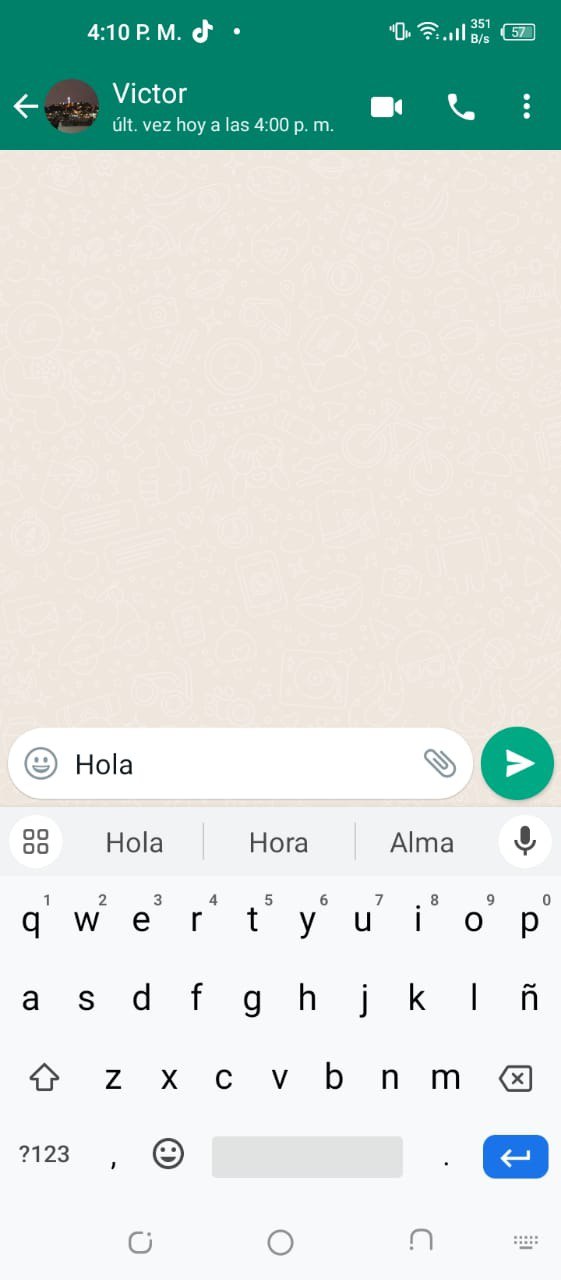 4:10 P. M. 351 B/s 57
Victor
últ. vez hoy a las 4:00 p. m.
Hola
Hola Hora Alma
1 2 3 4 5 6 7 8 9 0
q w e r t y u i o p
a s d f g h j k l ñ
z x c v b n m
?123 , .